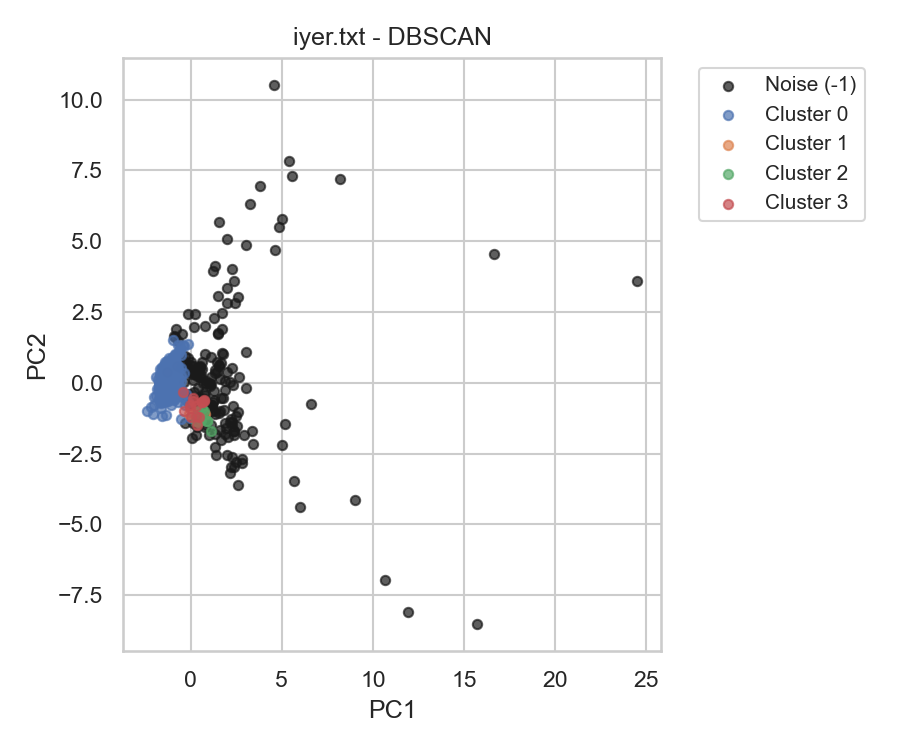 iyer.txt - DBSCAN
Noise (-1)
Cluster 0
Cluster 1
Cluster 2
Cluster 3
10.0
7.5
5.0
2.5
0.0
−2.5
−5.0
−7.5
PC2
0
5
10
15
20
25
PC1